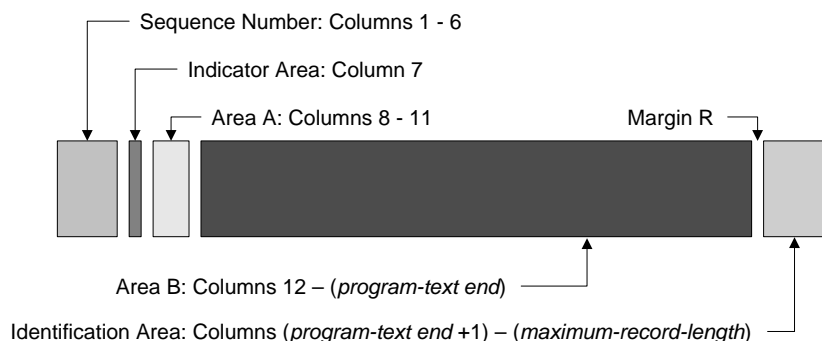 Sequence Number: Columns 1 - 6
Indicator Area: Column 7
Area A: Columns 8 - 11
Margin R
Area B: Columns 12 – (program-text end)
Identification Area: Columns (program-text end +1) – (maximum-record-length)